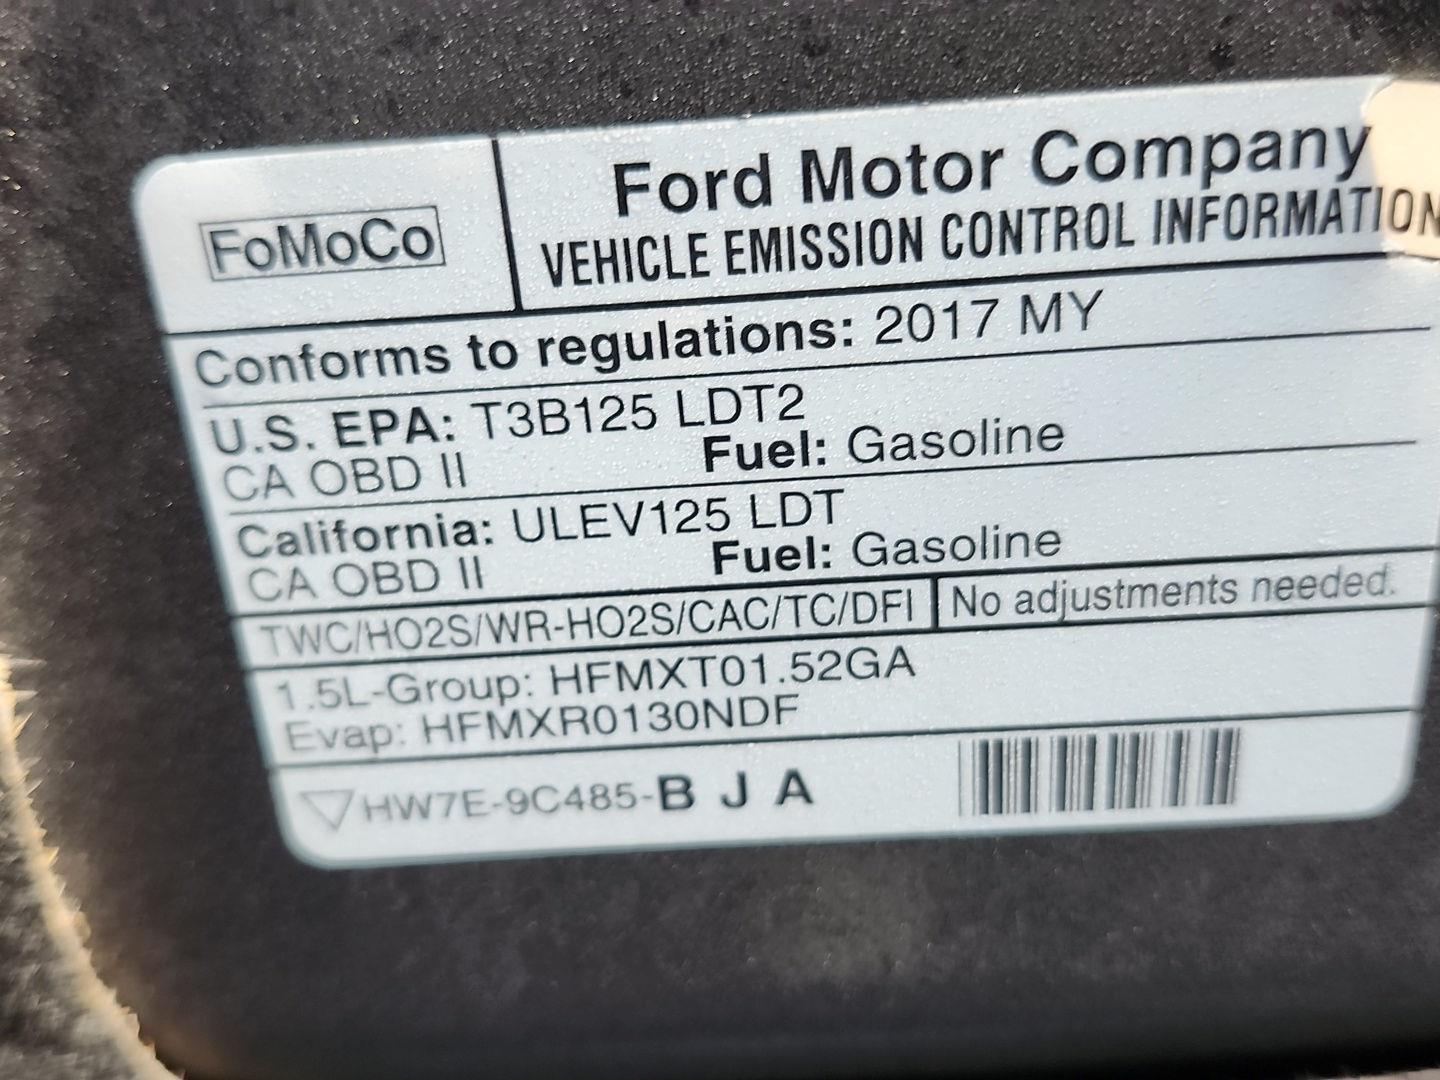 FoMoCo
Ford Motor Company
VEHICLE EMISSION CONTROL INFORMATION
Conforms to regulations: 2017 MY
U.S. EPA: T3B125 LDT2
CA OBD II Fuel: Gasoline
California: ULEV125 LDT
CA OBD II Fuel: Gasoline
TWC/HO2S/WR-HO2S/CAC/TC/DFI No adjustments needed.
1.5L-Group: HFMXT01.52GA
Evap: HFMXR0130NDF
HW7E-9C485-B J A